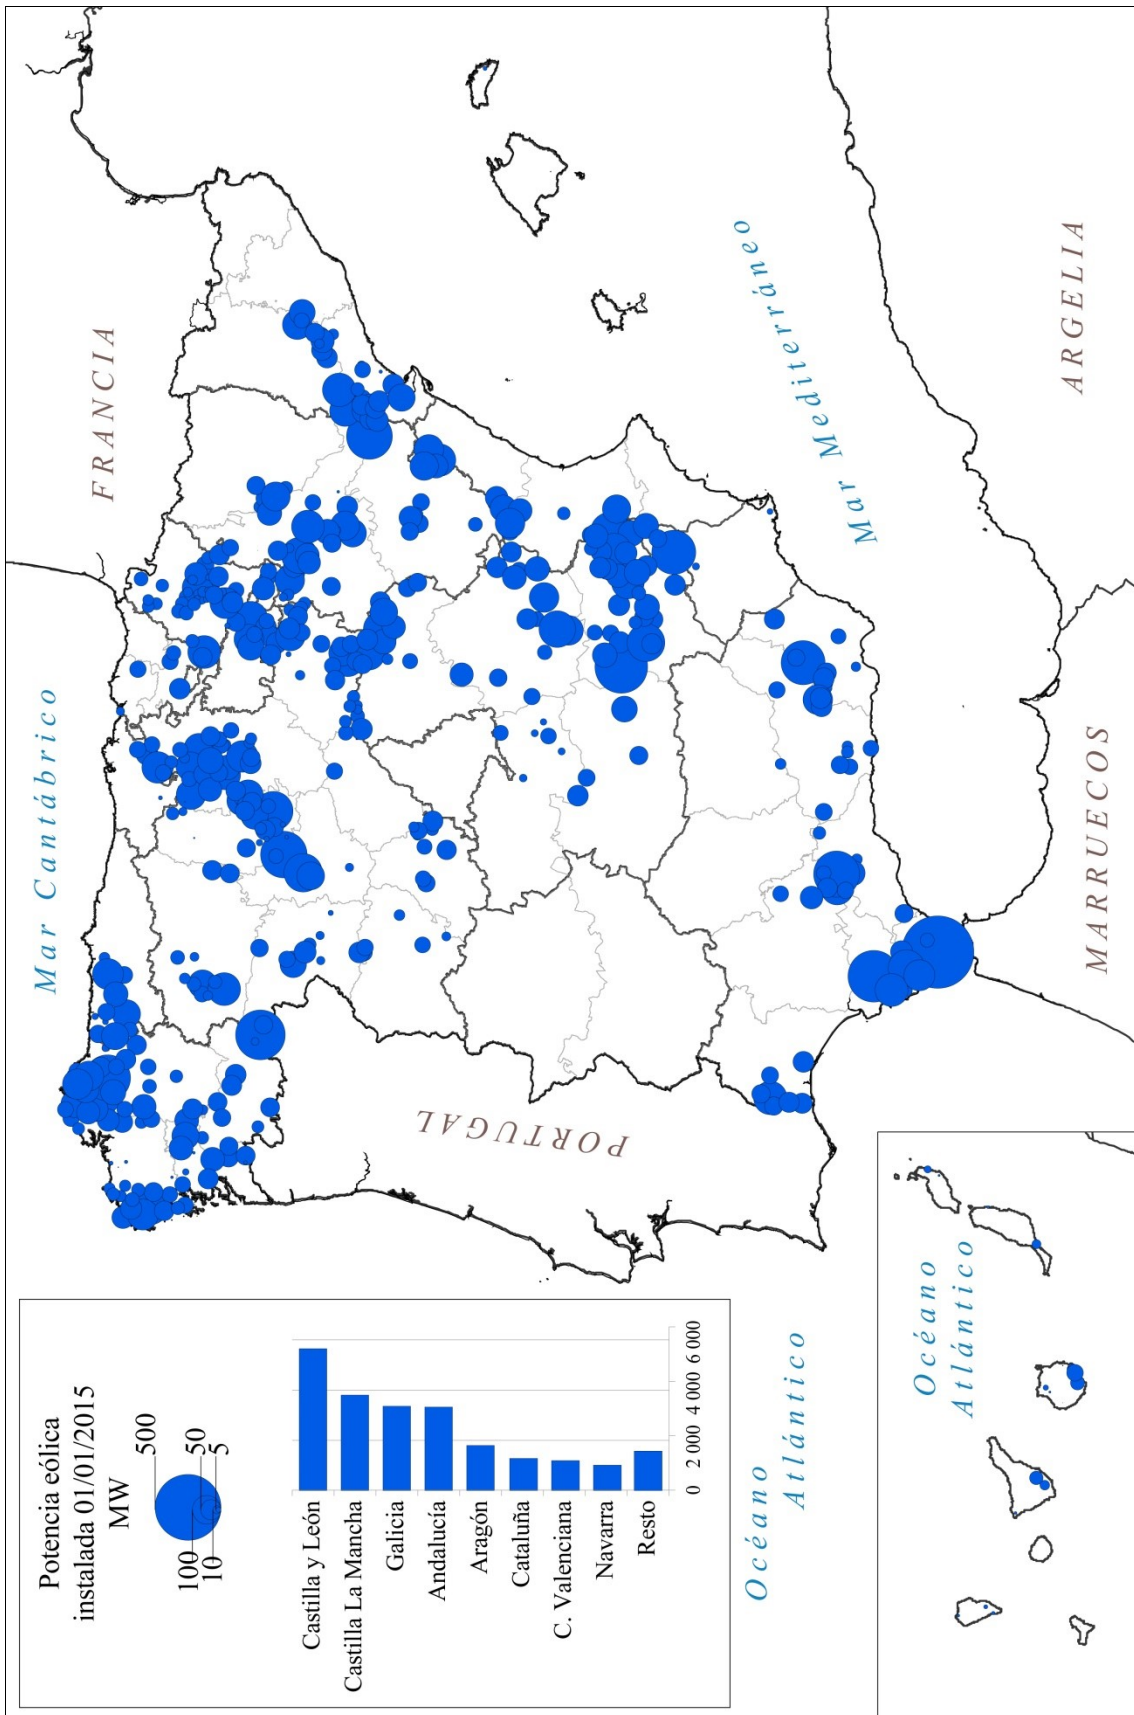 Mar Cantábrico
FRANCIA
PORTUGAL
Mar Mediterráneo
ARGELIA
MARRUECOS
Océano
Atlántico
Océano
Atlántico
Potencia eólica
instalada 01/01/2015
MW
500
100
50
10
5
Castilla y León
Castilla La Mancha
Galicia
Andalucía
Aragón
Cataluña
C. Valenciana
Navarra
Resto
0 2 000 4 000 6 000